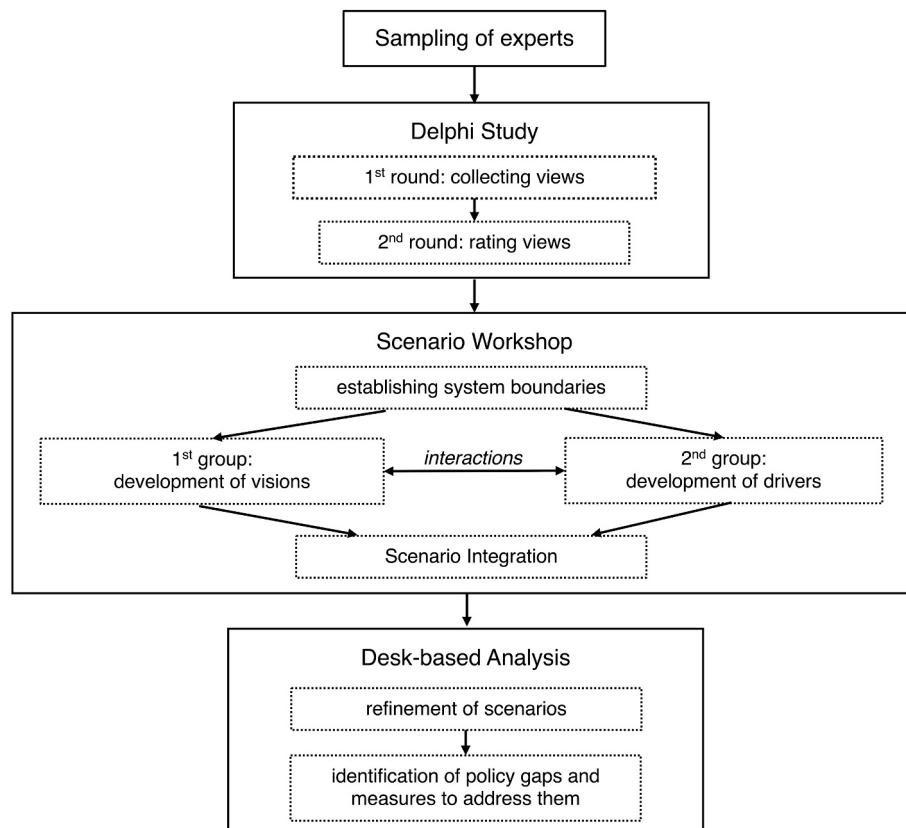 Sampling of experts
Delphi Study
1st round: collecting views
2nd round: rating views
Scenario Workshop
establishing system boundaries
1st group:
development of visions
interactions
2nd group:
development of drivers
Scenario Integration
Desk-based Analysis
refinement of scenarios
identification of policy gaps and
measures to address them